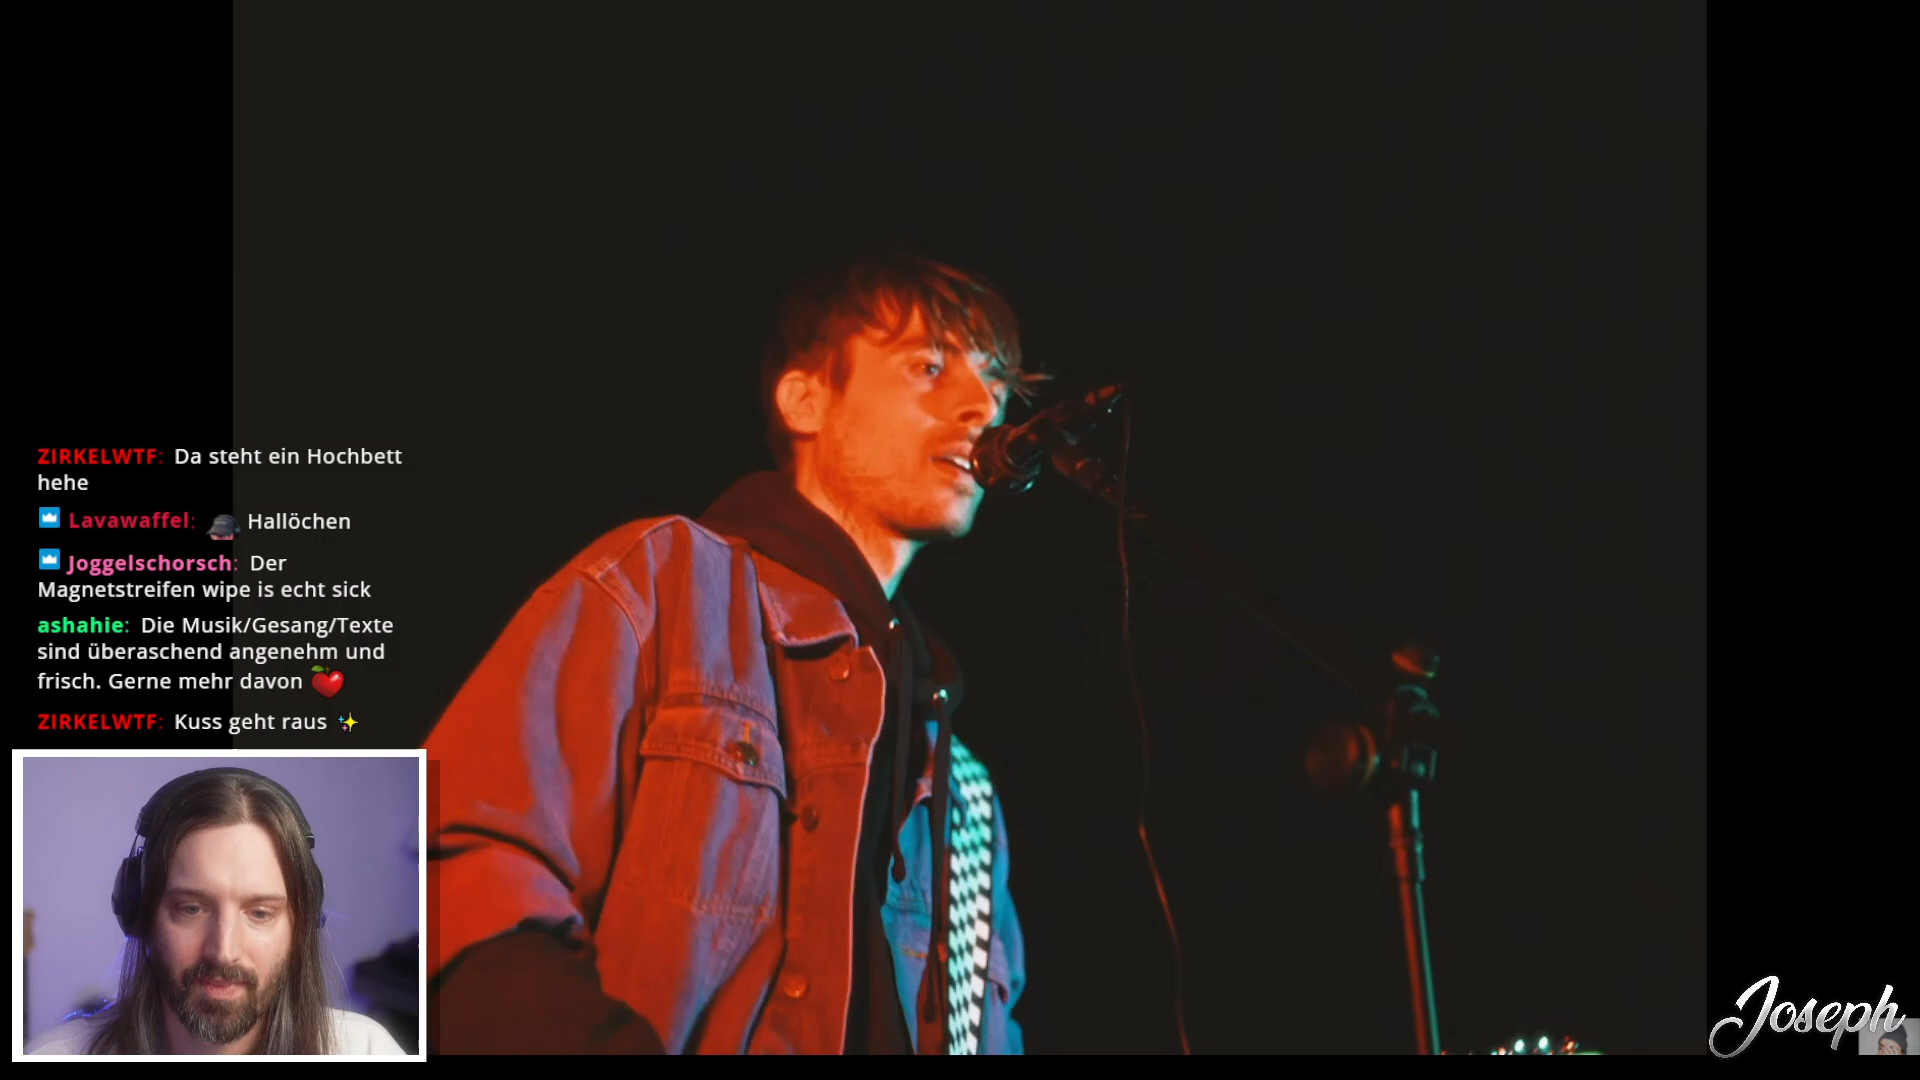 ZIRKELWTF: Da steht ein Hochbett
hehe
Lavawaffel: Hallöchen
Joggelschorsch: Der
Magnetstreifen wipe is echt sick
ashahie: Die Musik/Gesang/Texte
sind überaschend angenehm und
frisch. Gerne mehr davon
ZIRKELWTF: Kuss geht raus
Joseph